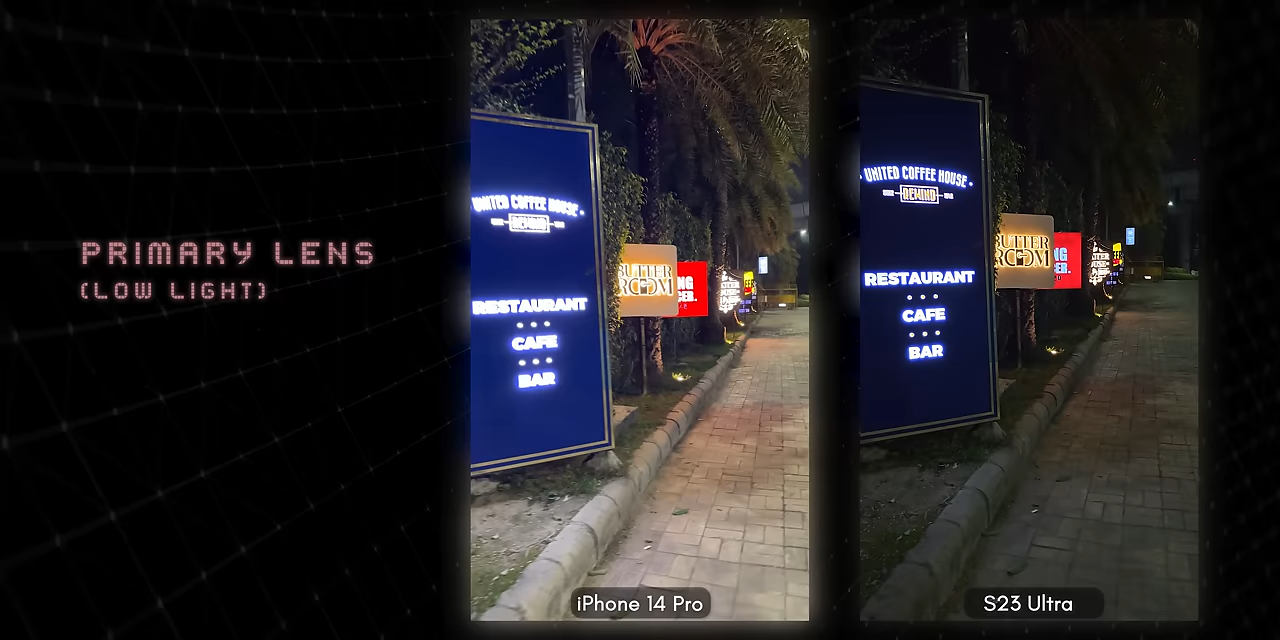 PRIMARY LENS
(LOW LIGHT)
UNITED COFFEE HOUSE
REWIND
RESTAURANT
CAFE
BAR
BUTTER
ROOM
iPhone 14 Pro
UNITED COFFEE HOUSE
REWIND
RESTAURANT
CAFE
BAR
BUTTER
ROOM
S23 Ultra